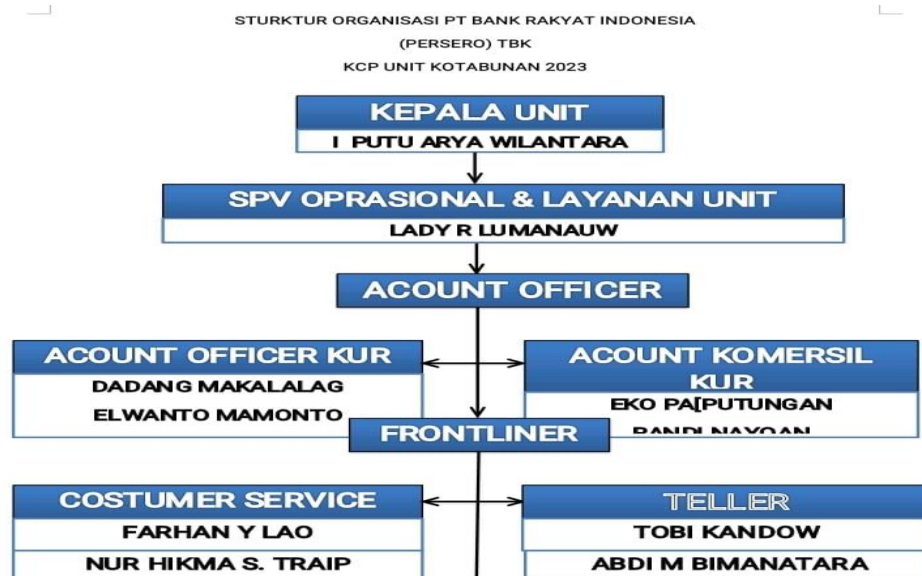 STURKTUR ORGANISASI PT BANK RAKYAT INDONESIA
(PERSERO) TBK
KCP UNIT KOTABUNAN 2023
KEPALA UNIT
I PUTU ARYA WILANTARA
SPV OPRASIONAL & LAYANAN UNIT
LADY R LUMANAUW
ACOUNT OFFICER
ACOUNT OFFICER KUR
DADANG MAKALALAG
ELWANTO MAMONTO
ACOUNT KOMERSIL
KUR
EKO PA[PUTUNGAN
NAYOAN
FRONTLINER
COSTUMER SERVICE
FARHAN Y LAO
NUR HIKMA S. TRAIP
TELLER
TOBI KANDOW
ABDI M BIMANATARA